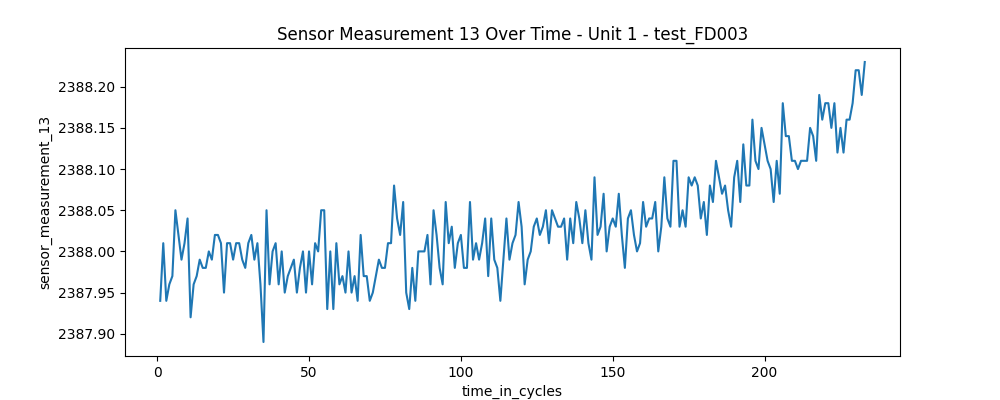 Sensor Measurement 13 Over Time - Unit 1 - test_FD003
2388.20
2388.15
2388.10
2388.05
2388.00
2387.95
2387.90
sensor_measurement_13
0 50 100 150 200
time_in_cycles